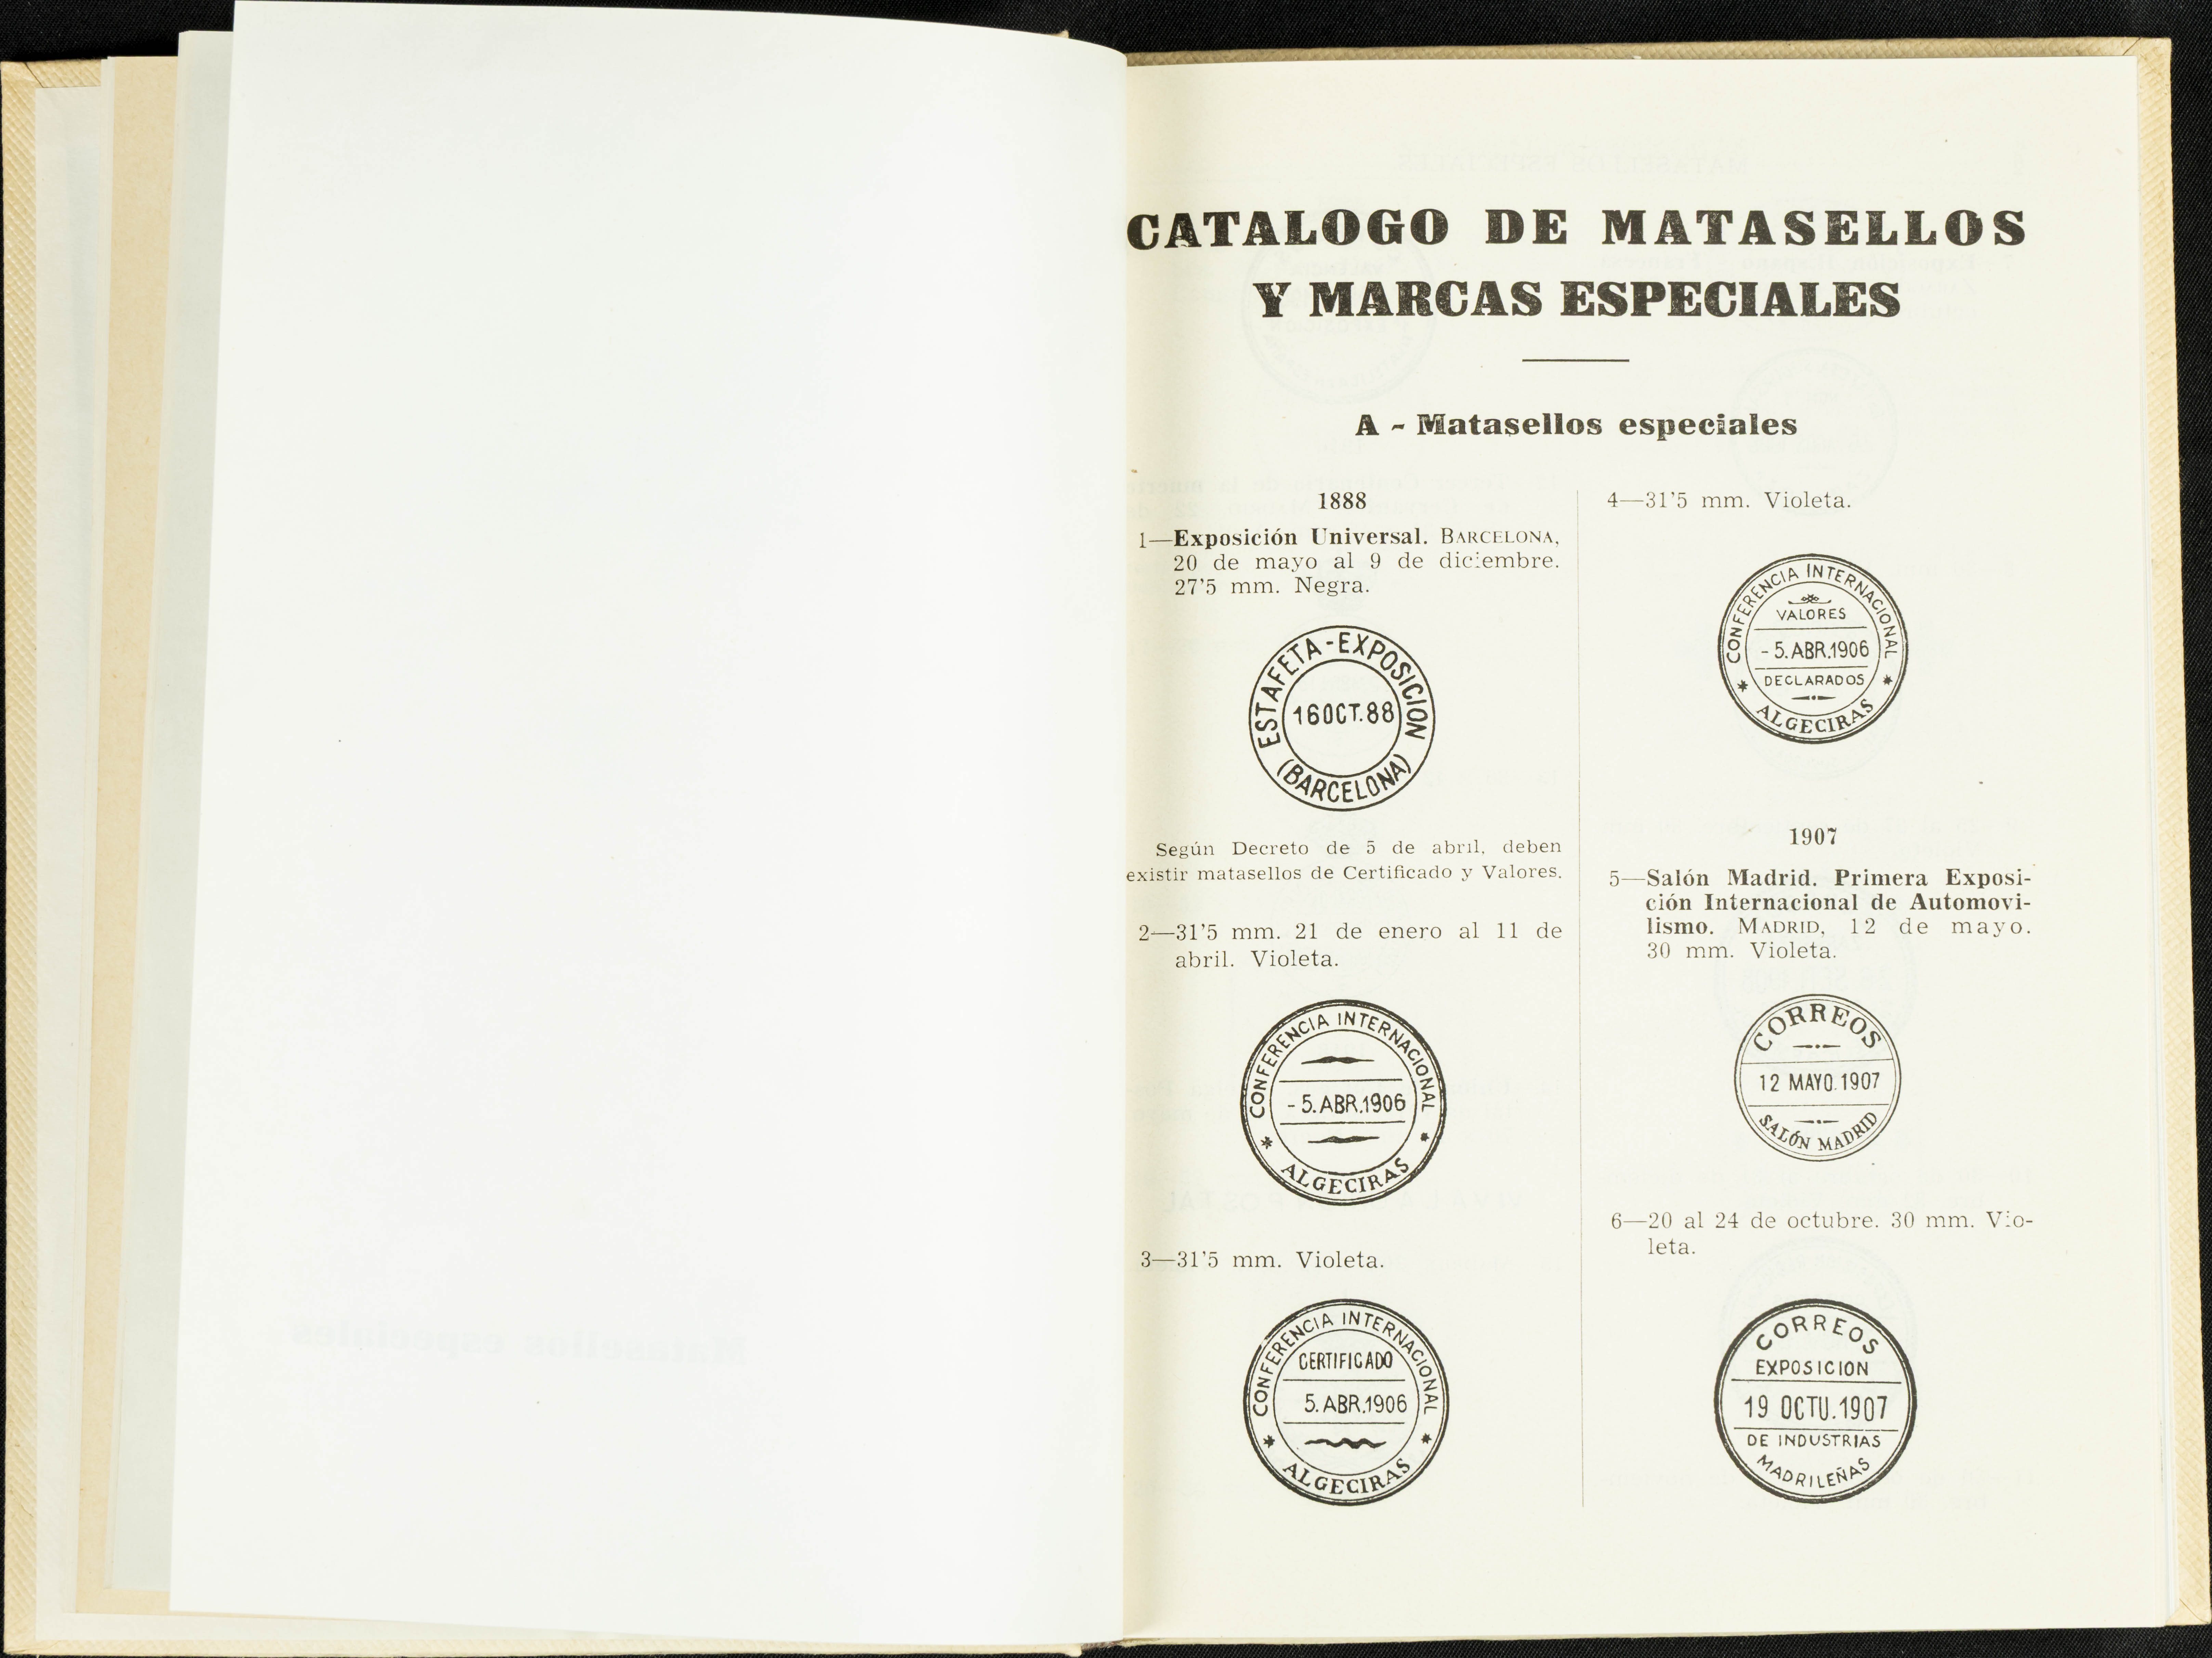 CATALOGO DE MATASELLOS
Y MARCAS ESPECIALES
A - Matasellos especiales
1888
1—Exposición Universal. BARCELONA,
20 de mayo al 9 de diciembre.
27'5 mm. Negra.
ESTAFETA-EXPOSICION
16 OCT. 88
(BARCELONA)
Según Decreto de 5 de abril, deben
existir matasellos de Certificado y Valores.
2—31'5 mm. 21 de enero al 11 de
abril. Violeta.
CONFERENCIA INTERNACIONAL
- 5. ABR.1906
* ALGECIRAS *
3—31'5 mm. Violeta.
CONFERENCIA INTERNACIONAL
CERTIFICADO
5. ABR.1906
* ALGECIRAS *
4—31'5 mm. Violeta.
CONFERENCIA INTERNACIONAL
VALORES
- 5. ABR.1906
DECLARADOS
* ALGECIRAS *
1907
5—Salón Madrid. Primera Exposi-
ción Internacional de Automovi-
lismo. MADRID, 12 de mayo.
30 mm. Violeta.
CORREOS
12 MAYO.1907
SALÓN MADRID
6—20 al 24 de octubre. 30 mm. Vio-
leta.
CORREOS
EXPOSICION
19 OCTU.1907
DE INDUSTRIAS
MADRILEÑAS